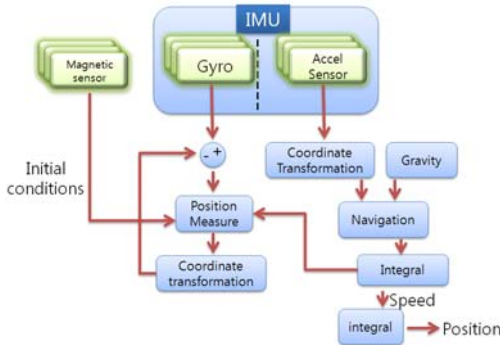 IMU
Magnetic
sensor
Gyro
Accel
Sensor
- +
Initial
conditions
Coordinate
Transformation
Gravity
Position
Measure
Navigation
Coordinate
transformation
Integral
Speed
integral
Position